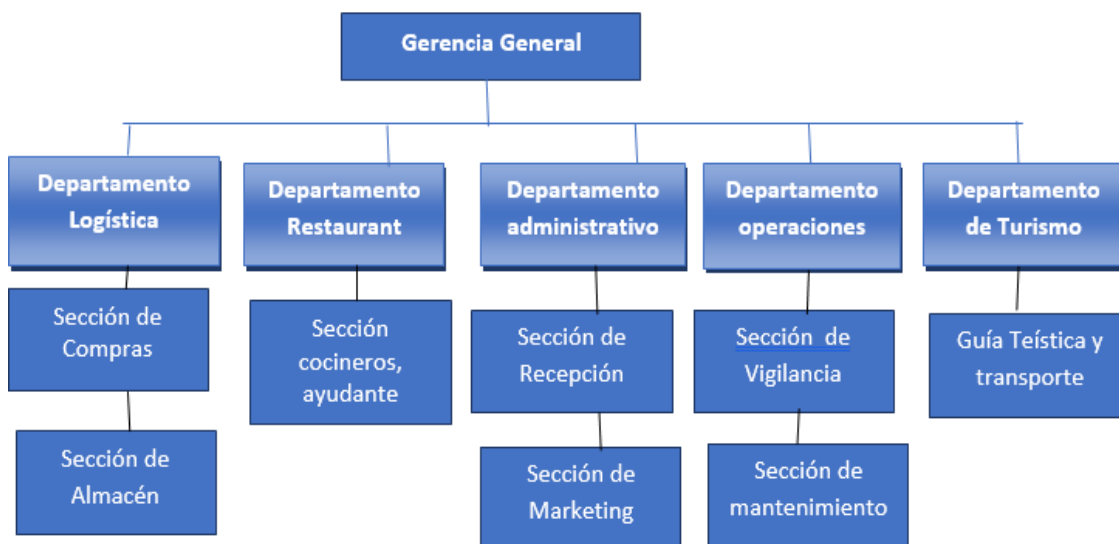 Gerencia General
Departamento
Logística
Departamento
Restaurant
Departamento
administrativo
Departamento
operaciones
Departamento
de Turismo
Sección de
Compras
Sección
cocineros,
ayudante
Sección de
Recepción
Sección de
Vigilancia
Guía Teística y
transporte
Sección de
Almacén
Sección de
Marketing
Sección de
mantenimiento